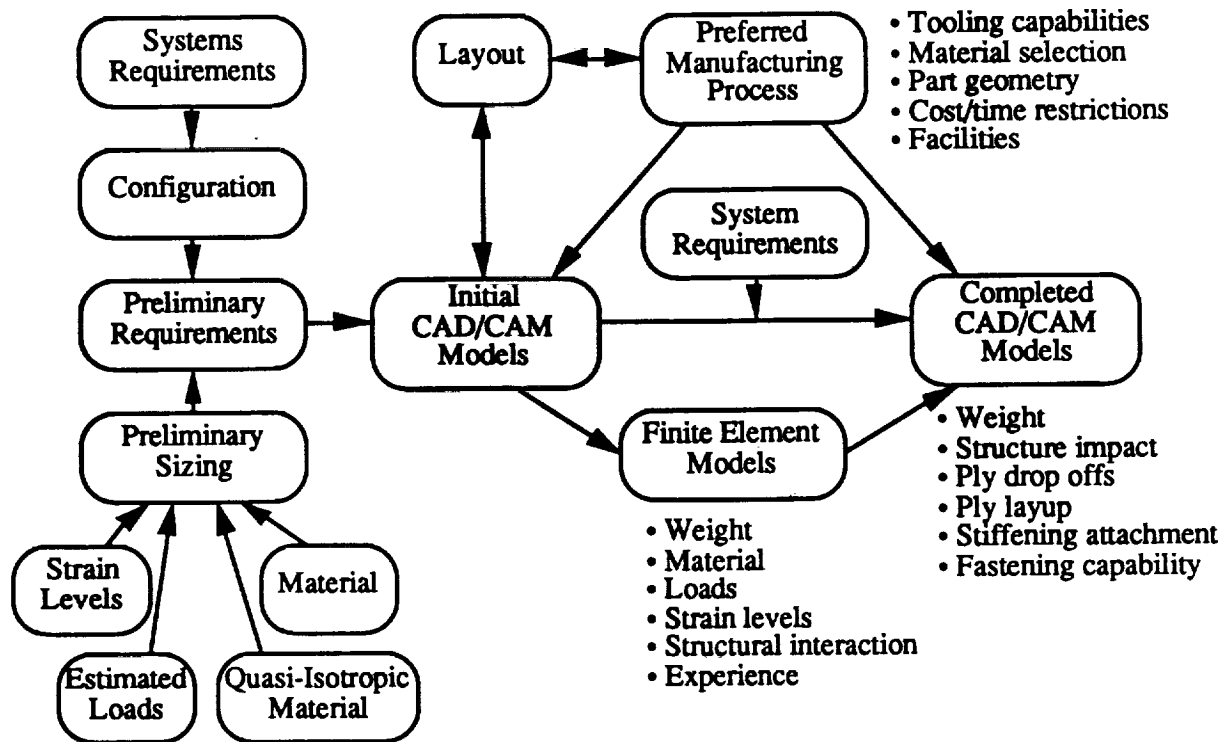 Systems
Requirements
Configuration
Preliminary
Requirements
Preliminary
Sizing
Strain
Levels
Material
Estimated
Loads
Quasi-Isotropic
Material
Layout
Preferred
Manufacturing
Process
• Tooling capabilities
• Material selection
• Part geometry
• Cost/time restrictions
• Facilities
System
Requirements
Initial
CAD/CAM
Models
Completed
CAD/CAM
Models
Finite Element
Models
• Weight
• Material
• Loads
• Strain levels
• Structural interaction
• Experience
• Weight
• Structure impact
• Ply drop offs
• Ply layup
• Stiffening attachment
• Fastening capability